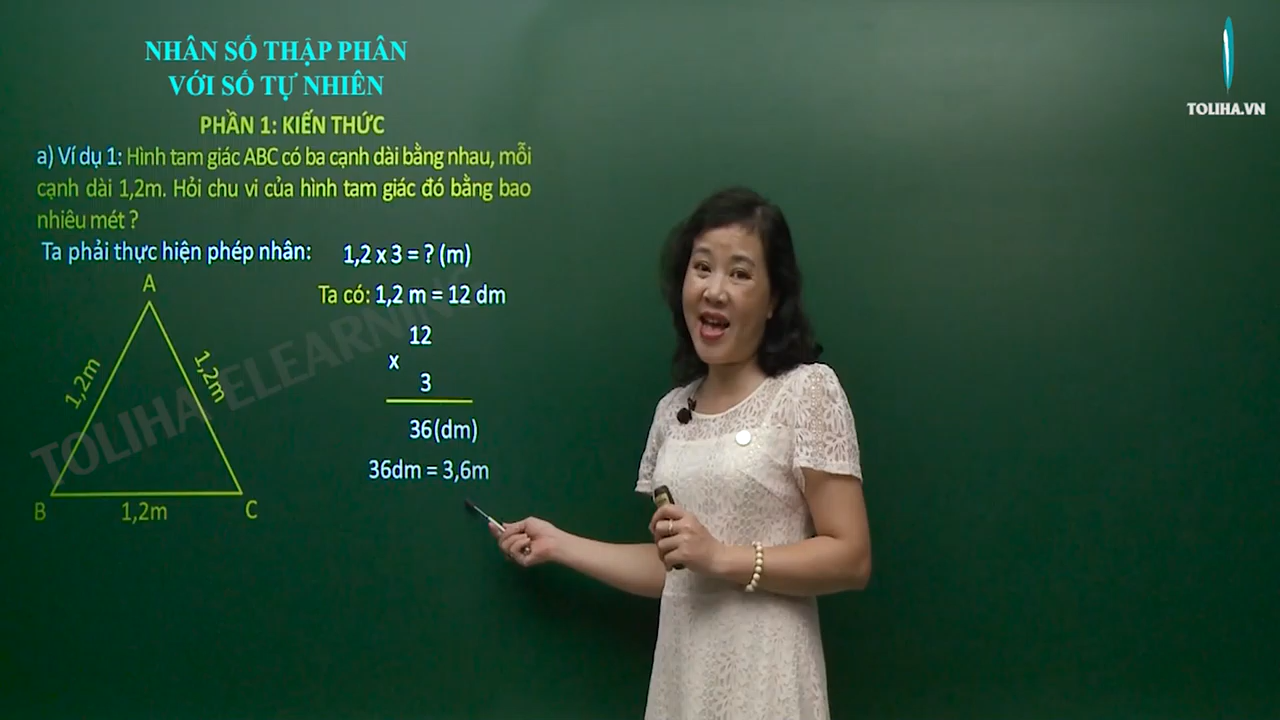 NHÂN SỐ THẬP PHÂN
VỚI SỐ TỰ NHIÊN
TOLIHA.VN
PHẦN 1: KIẾN THỨC
a) Ví dụ 1: Hình tam giác ABC có ba cạnh dài bằng nhau, mỗi
cạnh dài 1,2m. Hỏi chu vi của hình tam giác đó bằng bao
nhiêu mét ?
Ta phải thực hiện phép nhân: 1,2 x 3 = ? (m)
Ta có: 1,2 m = 12 dm
12
x
3
36(dm)
36dm = 3,6m
A
1,2m
1,2m
B
1,2m
C
TOLIHA ELEARNING